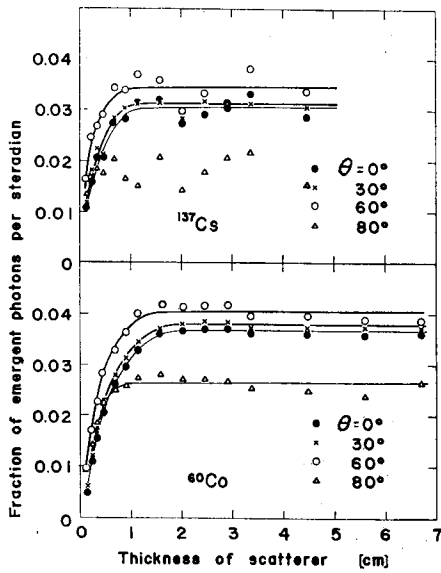 Fraction of emergent photons per steradian
0.04
0.03
0.02
0.01
0
θ=0°
30°
60°
80°
¹³⁷Cs
0.04
0.03
0.02
0.01
0
θ=0°
30°
60°
80°
⁶⁰Co
0 1 2 3 4 5 6 7
Thickness of scatterer [cm]